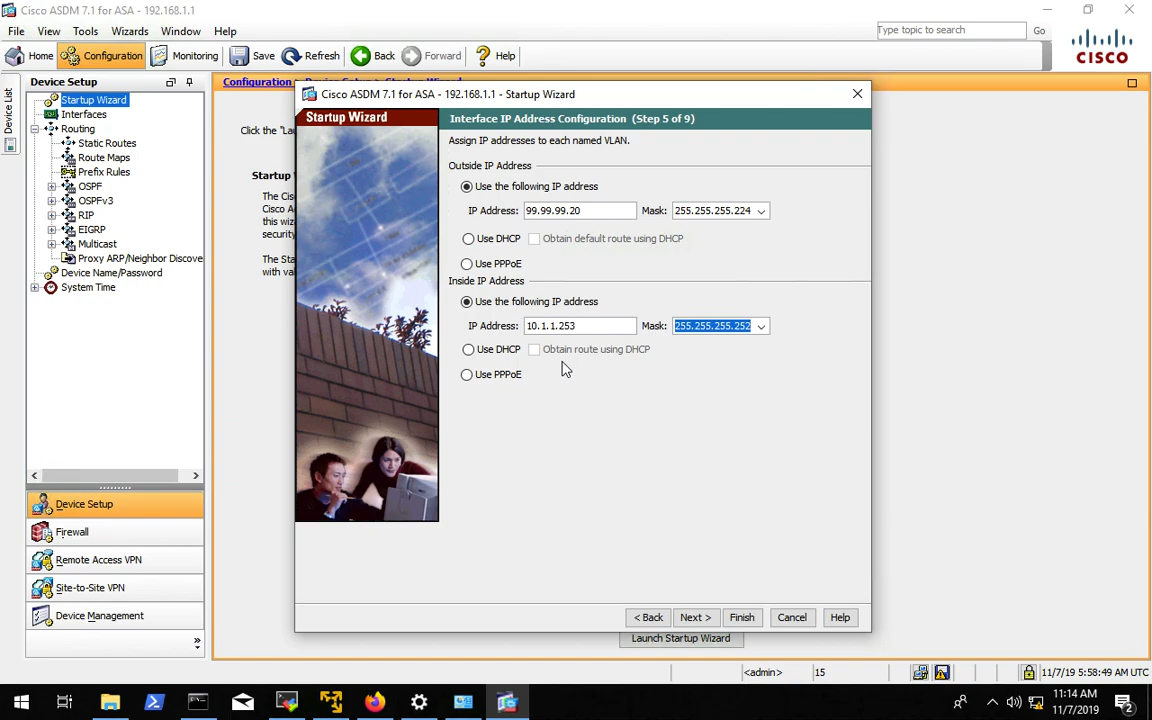 Cisco ASDM 7.1 for ASA - 192.168.1.1
File View Tools Wizards Window Help
Type topic to search
Go
Home Configuration Monitoring Save Refresh Back Forward Help
CISCO
Device List
Device Setup
Startup Wizard
Interfaces
Routing
Static Routes
Route Maps
Prefix Rules
OSPF
OSPFv3
RIP
EIGRP
Multicast
Proxy ARP/Neighbor Discove
Device Name/Password
System Time
Device Setup
Firewall
Remote Access VPN
Site-to-Site VPN
Device Management
Configuration
Click the "Lau
Startup
The Cis
Cisco A
this wiz
security
The Sta
with val
Cisco ASDM 7.1 for ASA - 192.168.1.1 - Startup Wizard
Startup Wizard
Interface IP Address Configuration (Step 5 of 9)
Assign IP addresses to each named VLAN.
Outside IP Address
Use the following IP address
IP Address: 99.99.99.20 Mask: 255.255.255.224
Use DHCP Obtain default route using DHCP
Use PPPoE
Inside IP Address
Use the following IP address
IP Address: 10.1.1.253 Mask: 255.255.255.252
Use DHCP Obtain route using DHCP
Use PPPoE
< Back Next > Finish Cancel Help
Launch Startup Wizard
<admin> 15 11/7/19 5:58:49 AM UTC
11:14 AM
11/7/2019
2